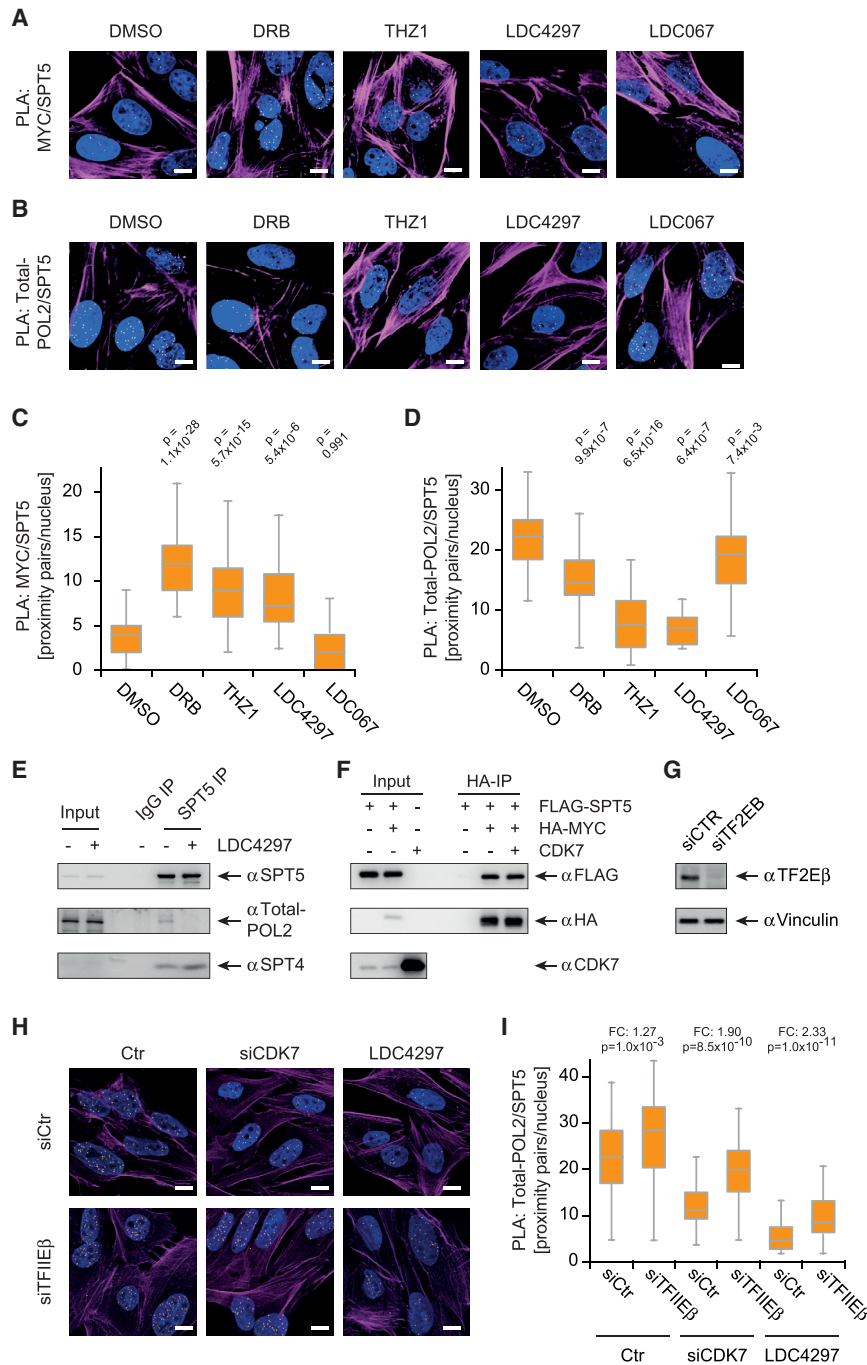 A
DMSO DRB THZ1 LDC4297 LDC067
PLA:
MYC/SPT5
B
DMSO DRB THZ1 LDC4297 LDC067
PLA: Total-
POL2/SPT5
C
p = 1.1x10-28
p = 5.7x10-15
p = 5.4x10-6
p = 0.991
PLA: MYC/SPT5
[proximity pairs/nucleus]
20
15
10
5
0
DMSO DRB THZ1 LDC4297 LDC067
D
p = 9.9x10-7
p = 6.5x10-16
p = 6.4x10-7
p = 7.4x10-3
PLA: Total-POL2/SPT5
[proximity pairs/nucleus]
30
20
10
0
DMSO DRB THZ1 LDC4297 LDC067
E
Input IgG IP SPT5 IP
- + - - + LDC4297
αSPT5
αTotal-
POL2
αSPT4
F
Input HA-IP
+ + - + + + FLAG-SPT5
- + - - + + HA-MYC
- - + - - + CDK7
αFLAG
αHA
αCDK7
G
siCTR siTF2EB
αTF2Eβ
αVinculin
H
Ctr siCDK7 LDC4297
siCtr
siTFIIEβ
I
FC: 1.27 FC: 1.90 FC: 2.33
p=1.0x10-3 p=8.5x10-10 p=1.0x10-11
PLA: Total-POL2/SPT5
[proximity pairs/nucleus]
40
30
20
10
0
siCtr siTFIIEβ siCtr siTFIIEβ siCtr siTFIIEβ
Ctr siCDK7 LDC4297